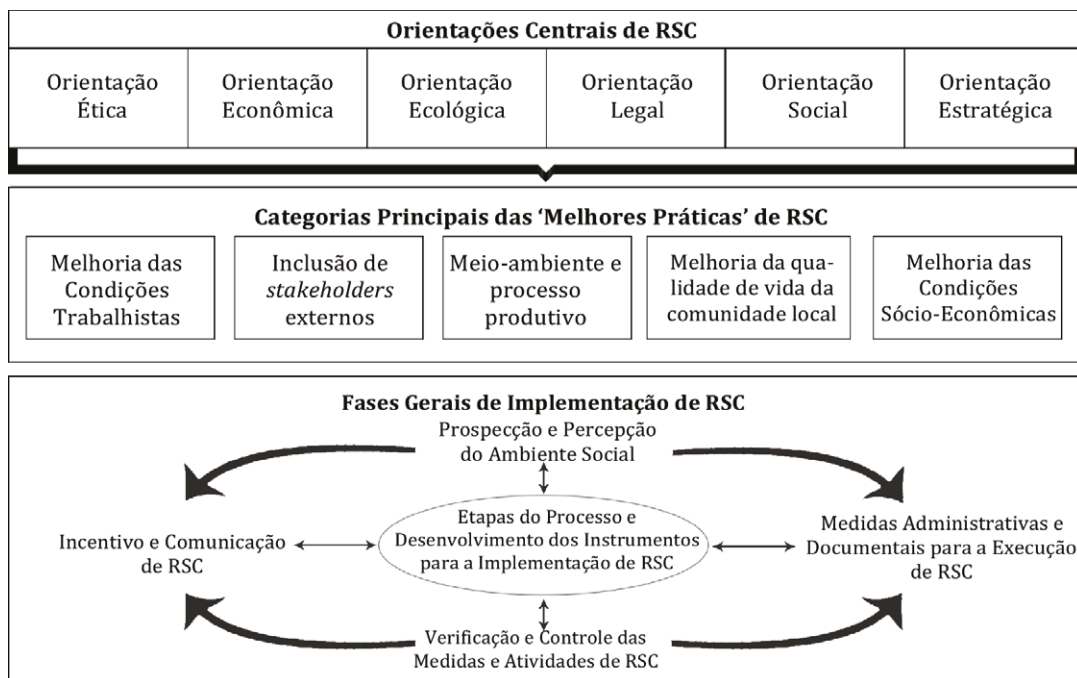 Orientações Centrais de RSC
Orientação
Ética
Orientação
Econômica
Orientação
Ecológica
Orientação
Legal
Orientação
Social
Orientação
Estratégica
Categorias Principais das ‘Melhores Práticas’ de RSC
Melhoria das
Condições
Trabalhistas
Inclusão de
stakeholders
externos
Meio-ambiente e
processo
produtivo
Melhoria da qua-
lidade de vida da
comunidade local
Melhoria das
Condições
Sócio-Econômicas
Fases Gerais de Implementação de RSC
Prospecção e Percepção
do Ambiente Social
Incentivo e Comunicação
de RSC
Etapas do Processo e
Desenvolvimento dos Instrumentos
para a Implementação de RSC
Medidas Administrativas e
Documentais para a Execução
de RSC
Verificação e Controle das
Medidas e Atividades de RSC